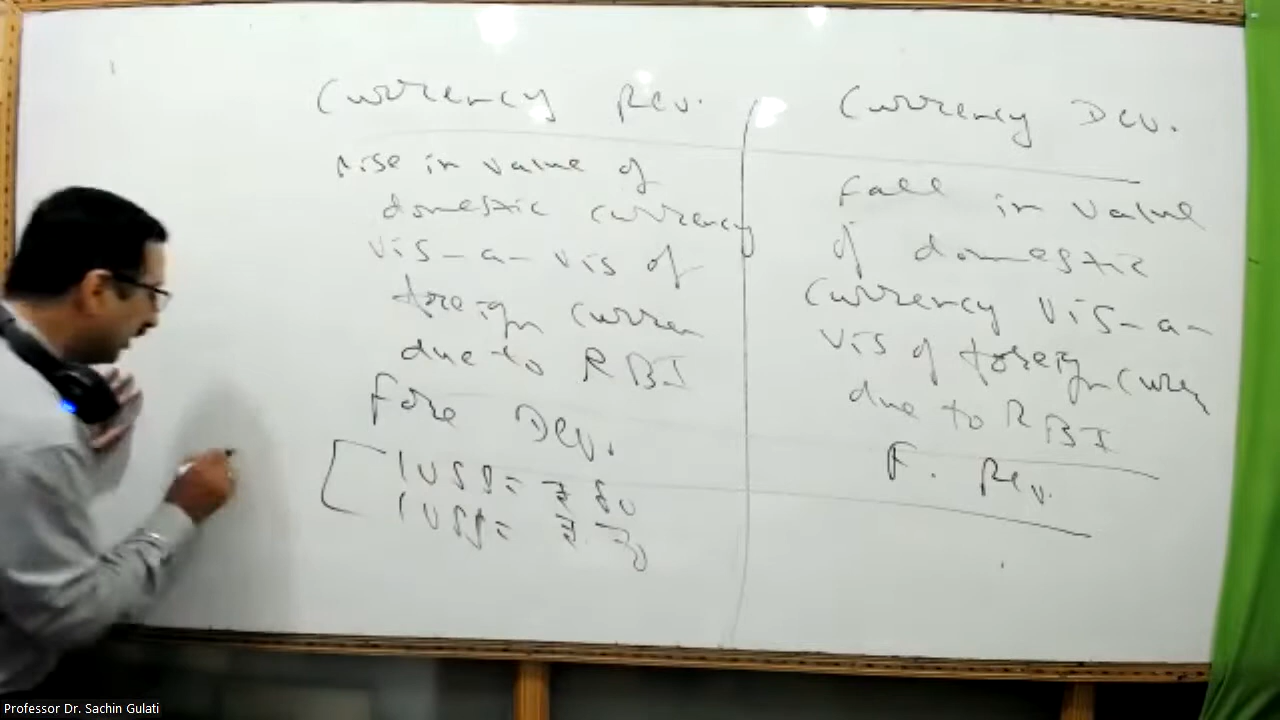 Currency Rev.
rise in value of
domestic currency
vis-a-vis of
foreign curren
due to RBI
Fore Dev.
1 US $ = ₹ 80
1 US $ = ₹ 70
Currency Dev.
Fall in value
of domestic
Currency vis-a-
vis of foreign Curre
due to RBI
F. Rev.
Professor Dr. Sachin Gulati